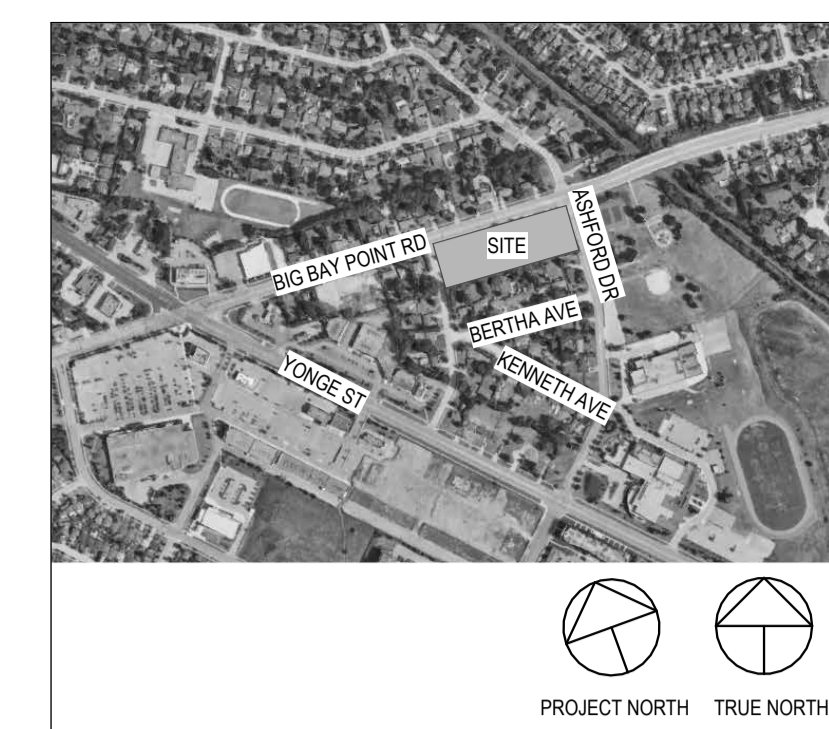 ASHFORD DR
SITE
BIG BAY POINT RD
BERTHA AVE
KENNETH AVE
YONGE ST
PROJECT NORTH
TRUE NORTH